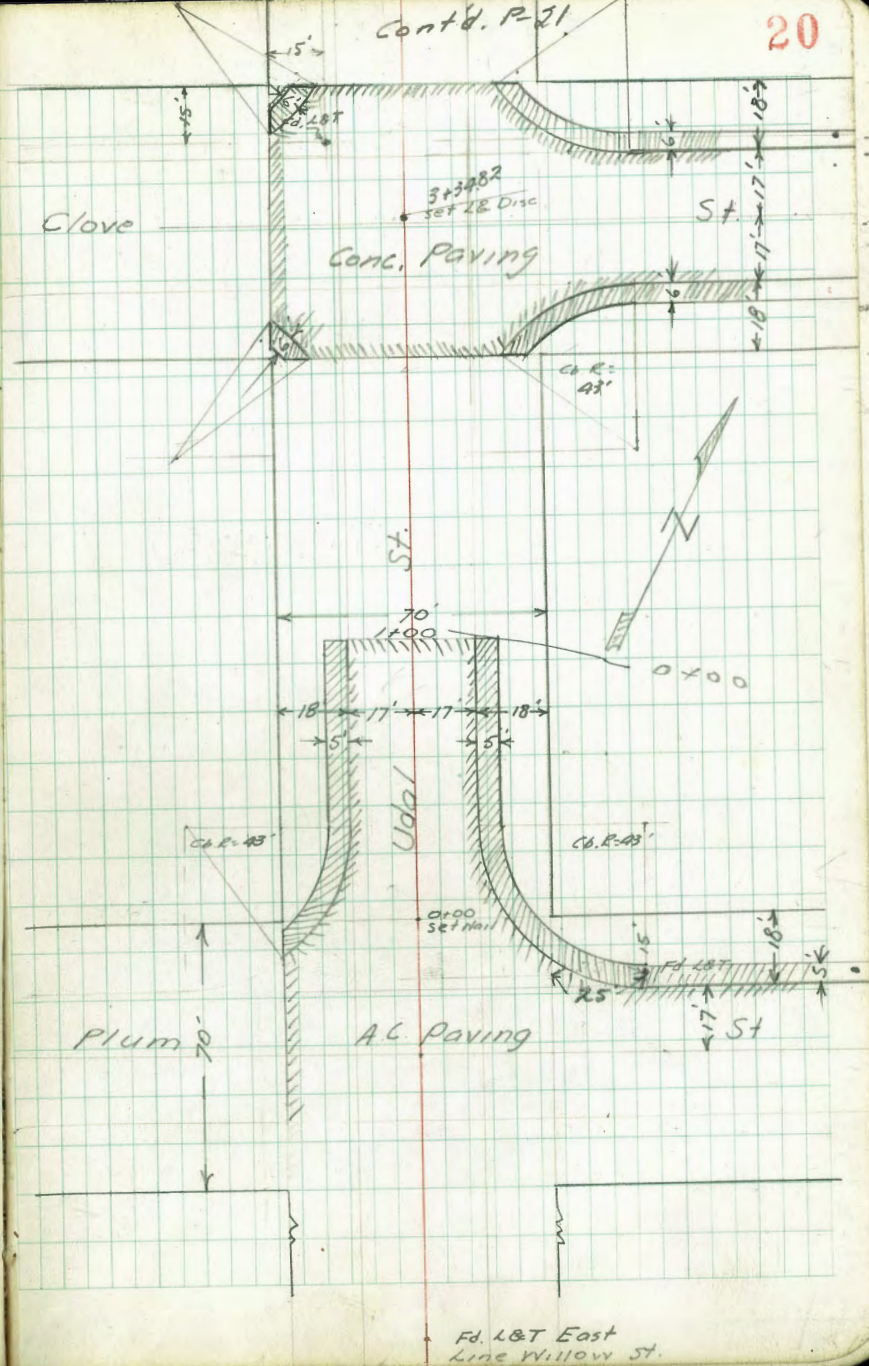 Cont'd. P-21
20
15'
15'
6'
Fd. L&T
18'
6'
17'
3+34.82
set L& Disc
Clove
St.
Conc. Paving
17'
6'
18'
6'
Cb. R=
43'
St.
N
70'
1+00
0+00
18' 17' 17' 18'
5' 5'
Udal
Cb. R=43'
Cb. R=43'
0+00
set Nail
15'
18'
Fd. L&T
5'
25'
17'
Plum
70'
A.C. Paving
St
Fd. L&T East
Line Willow St.